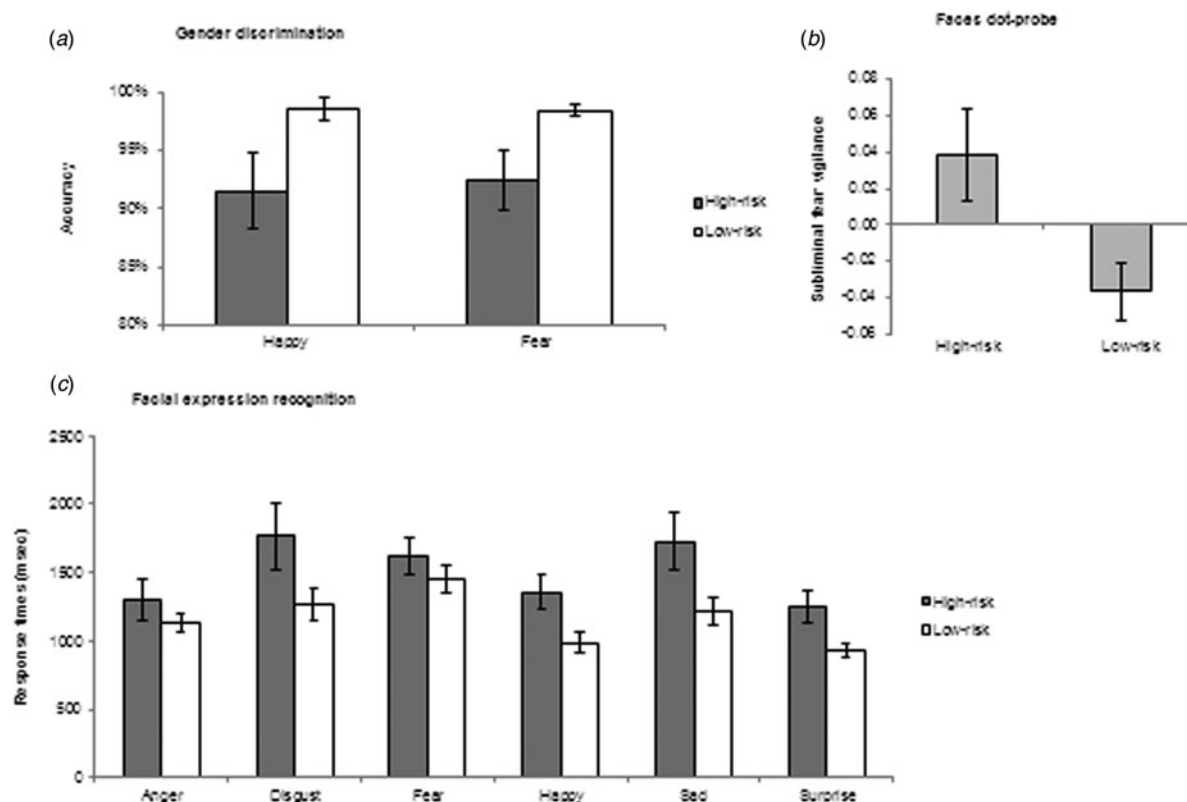 (a) Gender discrimination
100%
95%
90%
85%
80%
Accuracy
Happy Fear
High-risk
Low-risk
(b) Faces dot-probe
0.08
0.06
0.04
0.02
0.00
-0.02
-0.04
-0.06
Subliminal fear vigilance
High-risk Low-risk
(c) Facial expression recognition
2500
2000
1500
1000
500
0
Response times (msec)
Anger Disgust Fear Happy Sad Surprise
High-risk
Low-risk